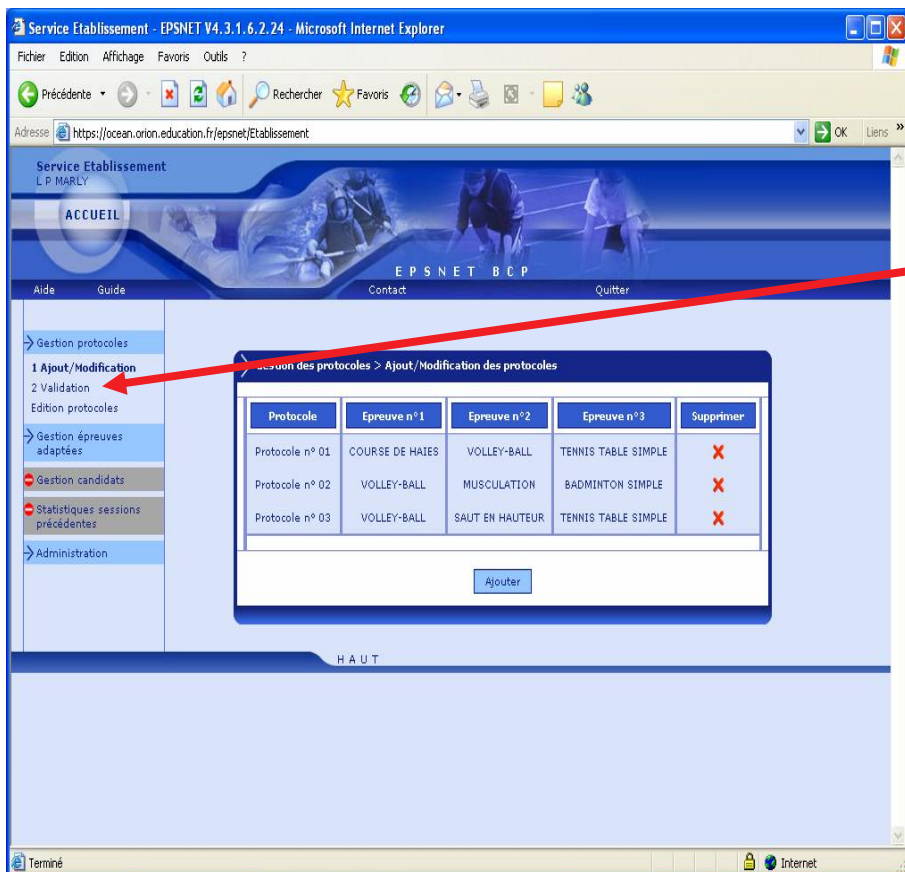 Service Etablissement - EPSNET V4.3.1.6.2.24 - Microsoft Internet Explorer
Fichier Edition Affichage Favoris Outils ?
Précédente Rechercher Favoris
Adresse https://ocean.orion.education.fr/epsnet/Etablissement OK Liens »
Service Etablissement
L P MARLY
ACCUEIL
EPSNET BCP
Aide Guide Contact Quitter
Gestion protocoles
1 Ajout/Modification
2 Validation
Edition protocoles
Gestion épreuves
adaptées
Gestion candidats
Statistiques sessions
précédentes
Administration
Gestion des protocoles > Ajout/Modification des protocoles
Protocole Epreuve n°1 Epreuve n°2 Epreuve n°3 Supprimer
Protocole n° 01 COURSE DE HAIES VOLLEY-BALL TENNIS TABLE SIMPLE
Protocole n° 02 VOLLEY-BALL MUSCULATION BADMINTON SIMPLE
Protocole n° 03 VOLLEY-BALL SAUT EN HAUTEUR TENNIS TABLE SIMPLE
Ajouter
HAUT
Terminé Internet